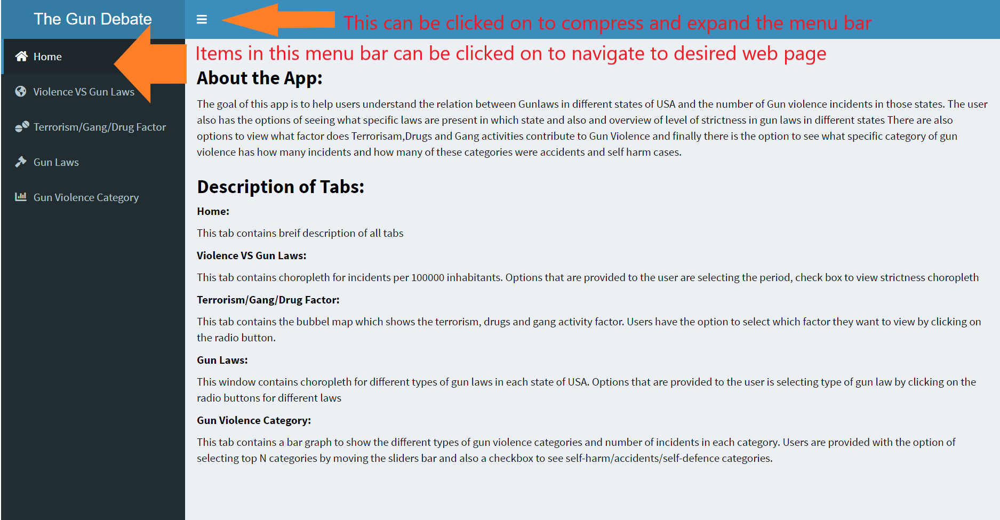 The Gun Debate
This can be clicked on to compress and expand the menu bar
Home
Violence VS Gun Laws
Terrorism/Gang/Drug Factor
Gun Laws
Gun Violence Category
Items in this menu bar can be clicked on to navigate to desired web page
About the App:
The goal of this app is to help users understand the relation between Gunlaws in different states of USA and the number of Gun violence incidents in those states. The user
also has the options of seeing what specific laws are present in which state and also and overview of level of strictness in gun laws in different states There are also
options to view what factor does Terrorisam,Drugs and Gang activities contribute to Gun Violence and finally there is the option to see what specific category of gun
violence has how many incidents and how many of these categories were accidents and self harm cases.
Description of Tabs:
Home:
This tab contains breif description of all tabs
Violence VS Gun Laws:
This tab contains choropleth for incidents per 100000 inhabitants. Options that are provided to the user are selecting the period, check box to view strictness choropleth
Terrorism/Gang/Drug Factor:
This tab contains the bubbel map which shows the terrorism, drugs and gang activity factor. Users have the option to select which factor they want to view by clicking on
the radio button.
Gun Laws:
This window contains choropleth for different types of gun laws in each state of USA. Options that are provided to the user is selecting type of gun law by clicking on the
radio buttons for different laws
Gun Violence Category:
This tab contains a bar graph to show the different types of gun violence categories and number of incidents in each category. Users are provided with the option of
selecting top N categories by moving the sliders bar and also a checkbox to see self-harm/accidents/self-defence categories.